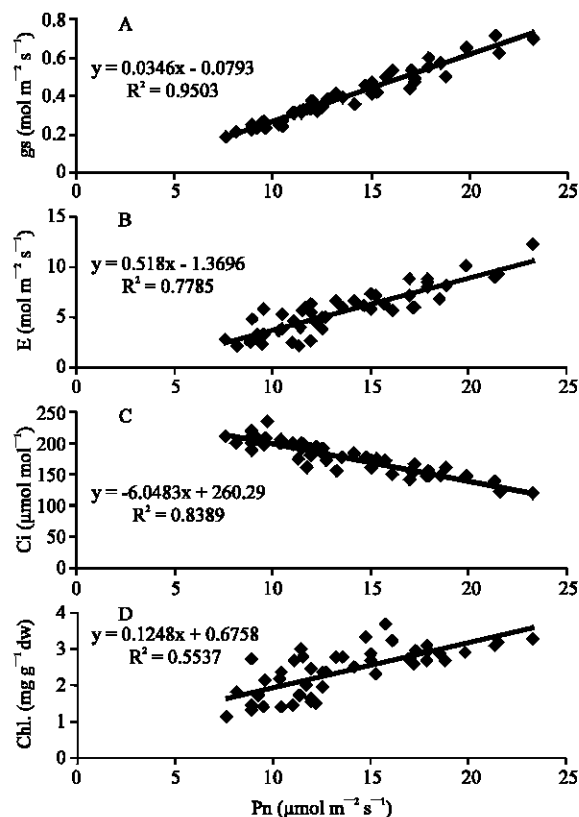 A
0.8
y = 0.0346x - 0.0793
R² = 0.9503
0.6
0.4
0.2
0
gs (mol m⁻² s⁻¹)
0 5 10 15 20 25
B
15
y = 0.518x - 1.3696
R² = 0.7785
10
5
0
E (mol m⁻² s⁻¹)
0 5 10 15 20 25
C
250
200
150
y = -6.0483x + 260.29
R² = 0.8389
100
50
0
Ci (μmol mol⁻¹)
0 5 10 15 20 25
D
4
y = 0.1248x + 0.6758
R² = 0.5537
3
2
1
0
Chl. (mg g⁻¹ dw)
0 5 10 15 20 25
Pn (μmol m⁻² s⁻¹)